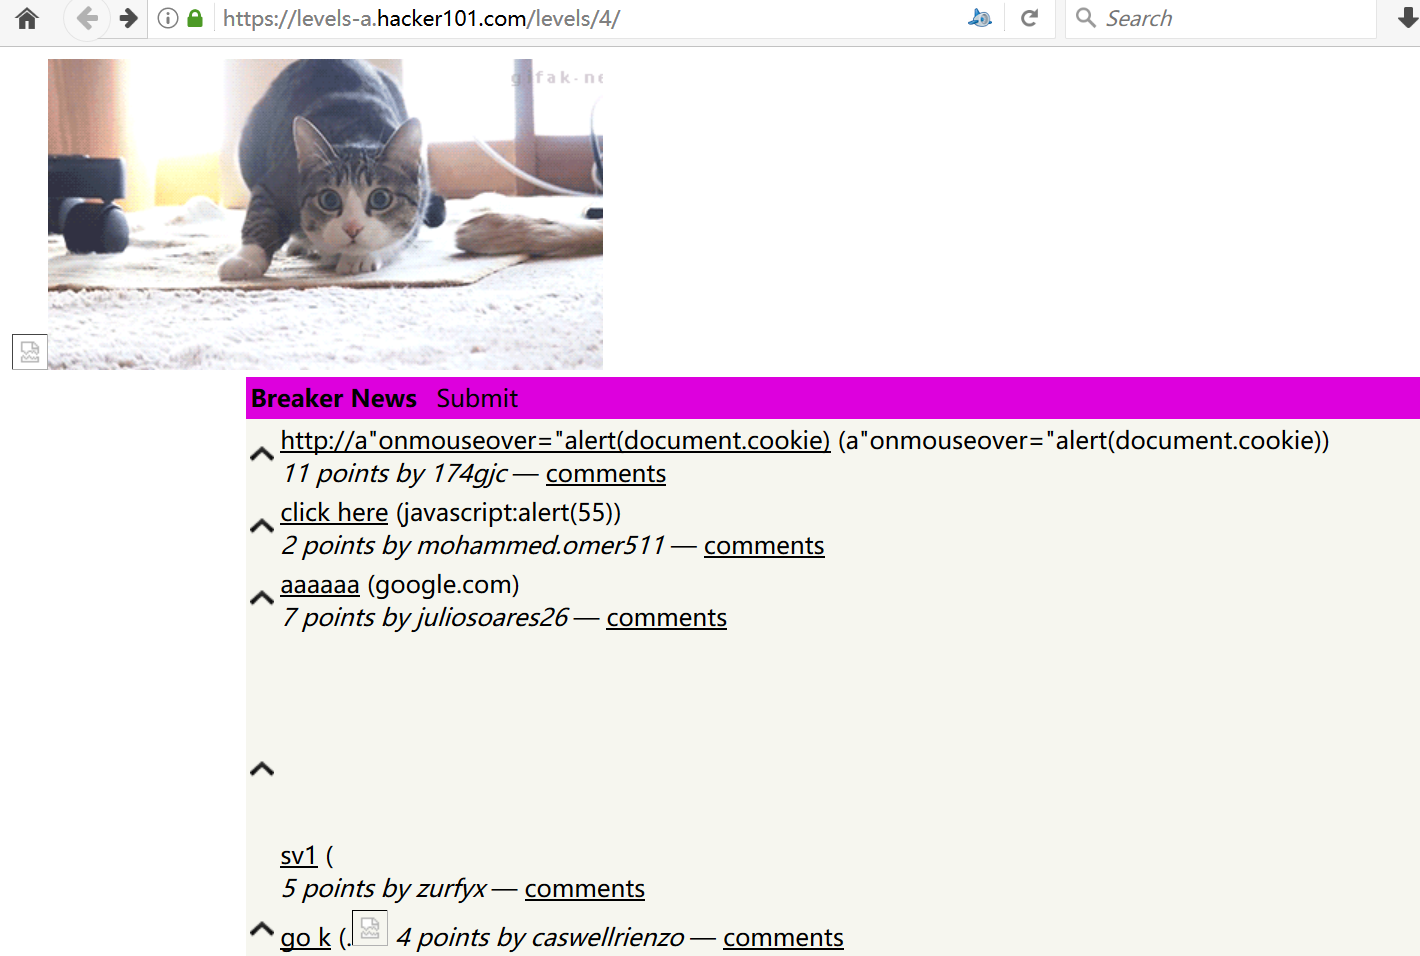 https://levels-a.hacker101.com/levels/4/
Search
Breaker News Submit
http://a"onmouseover="alert(document.cookie) (a"onmouseover="alert(document.cookie))
11 points by 174gjc — comments
click here (javascript:alert(55))
2 points by mohammed.omer511 — comments
aaaaaa (google.com)
7 points by juliosoares26 — comments
sv1 (
5 points by zurfyx — comments
go k (. 4 points by caswellrienzo — comments